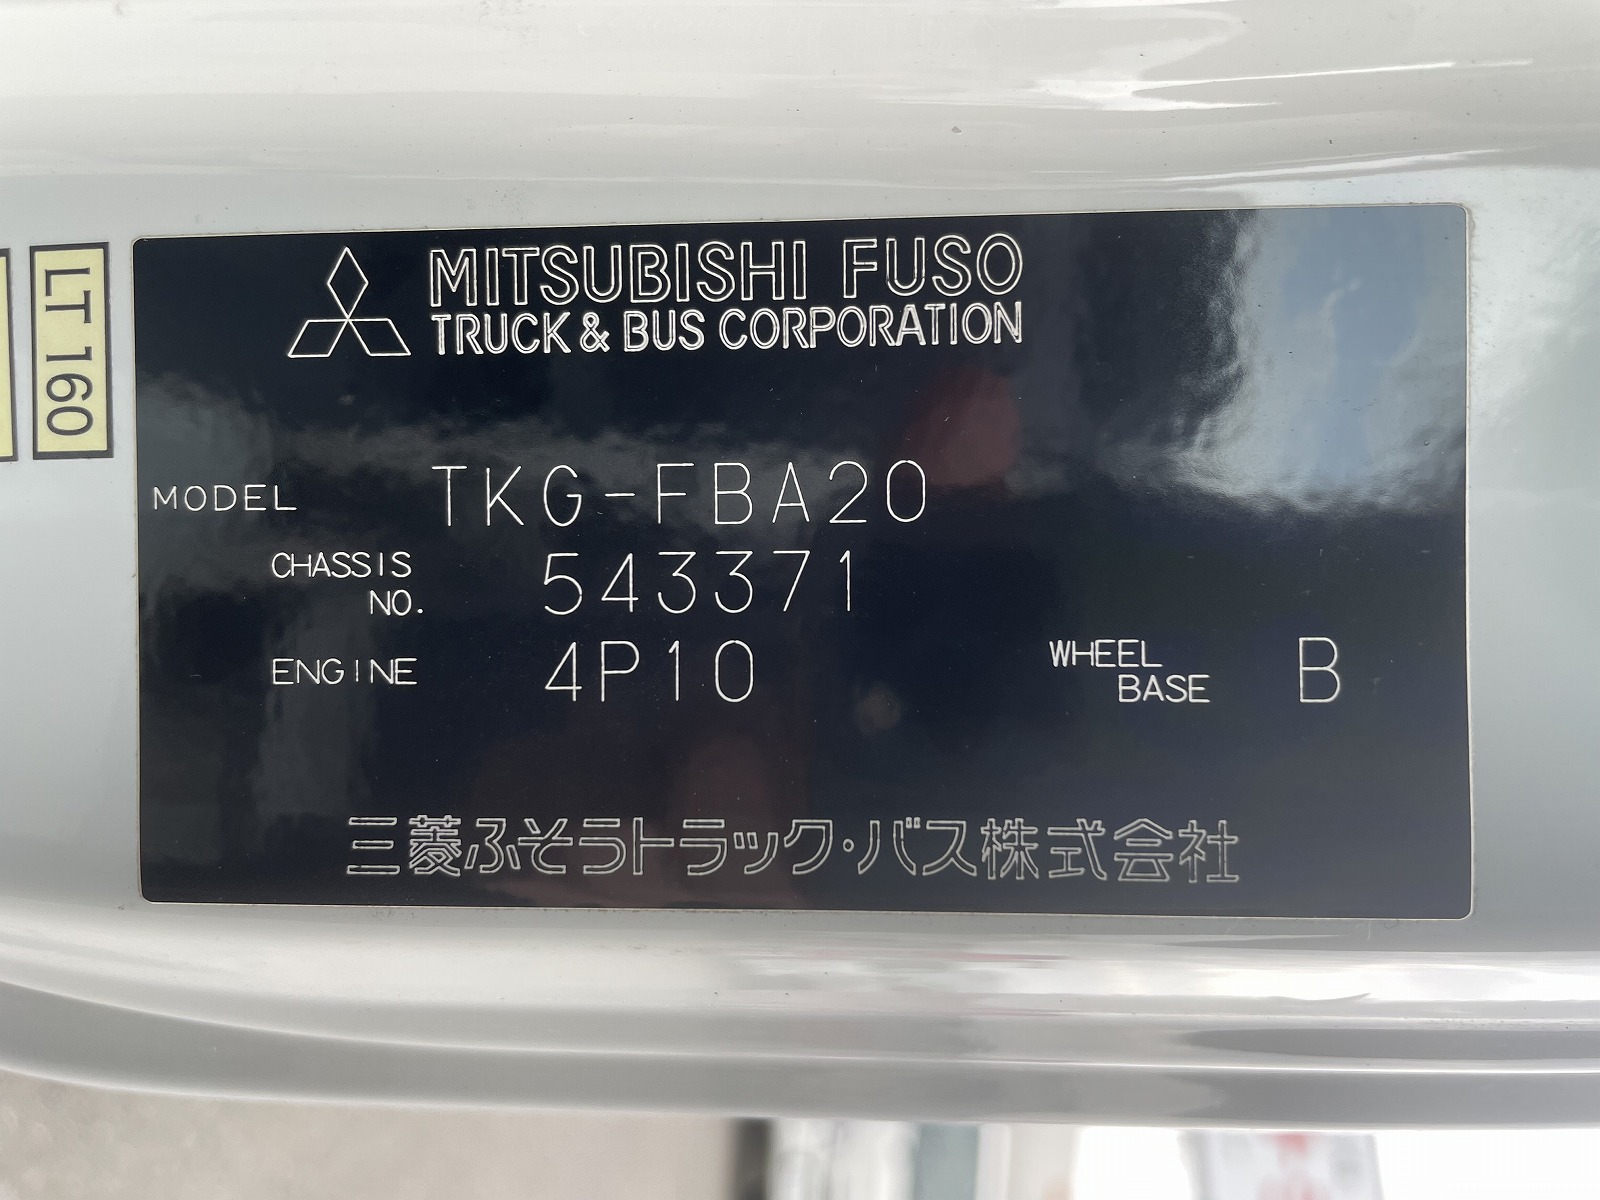 LT 160
MITSUBISHI FUSO
TRUCK & BUS CORPORATION
MODEL TKG-FBA20
CHASSIS NO. 543371
ENGINE 4P10 WHEEL BASE B
三菱ふそうトラック・バス株式会社